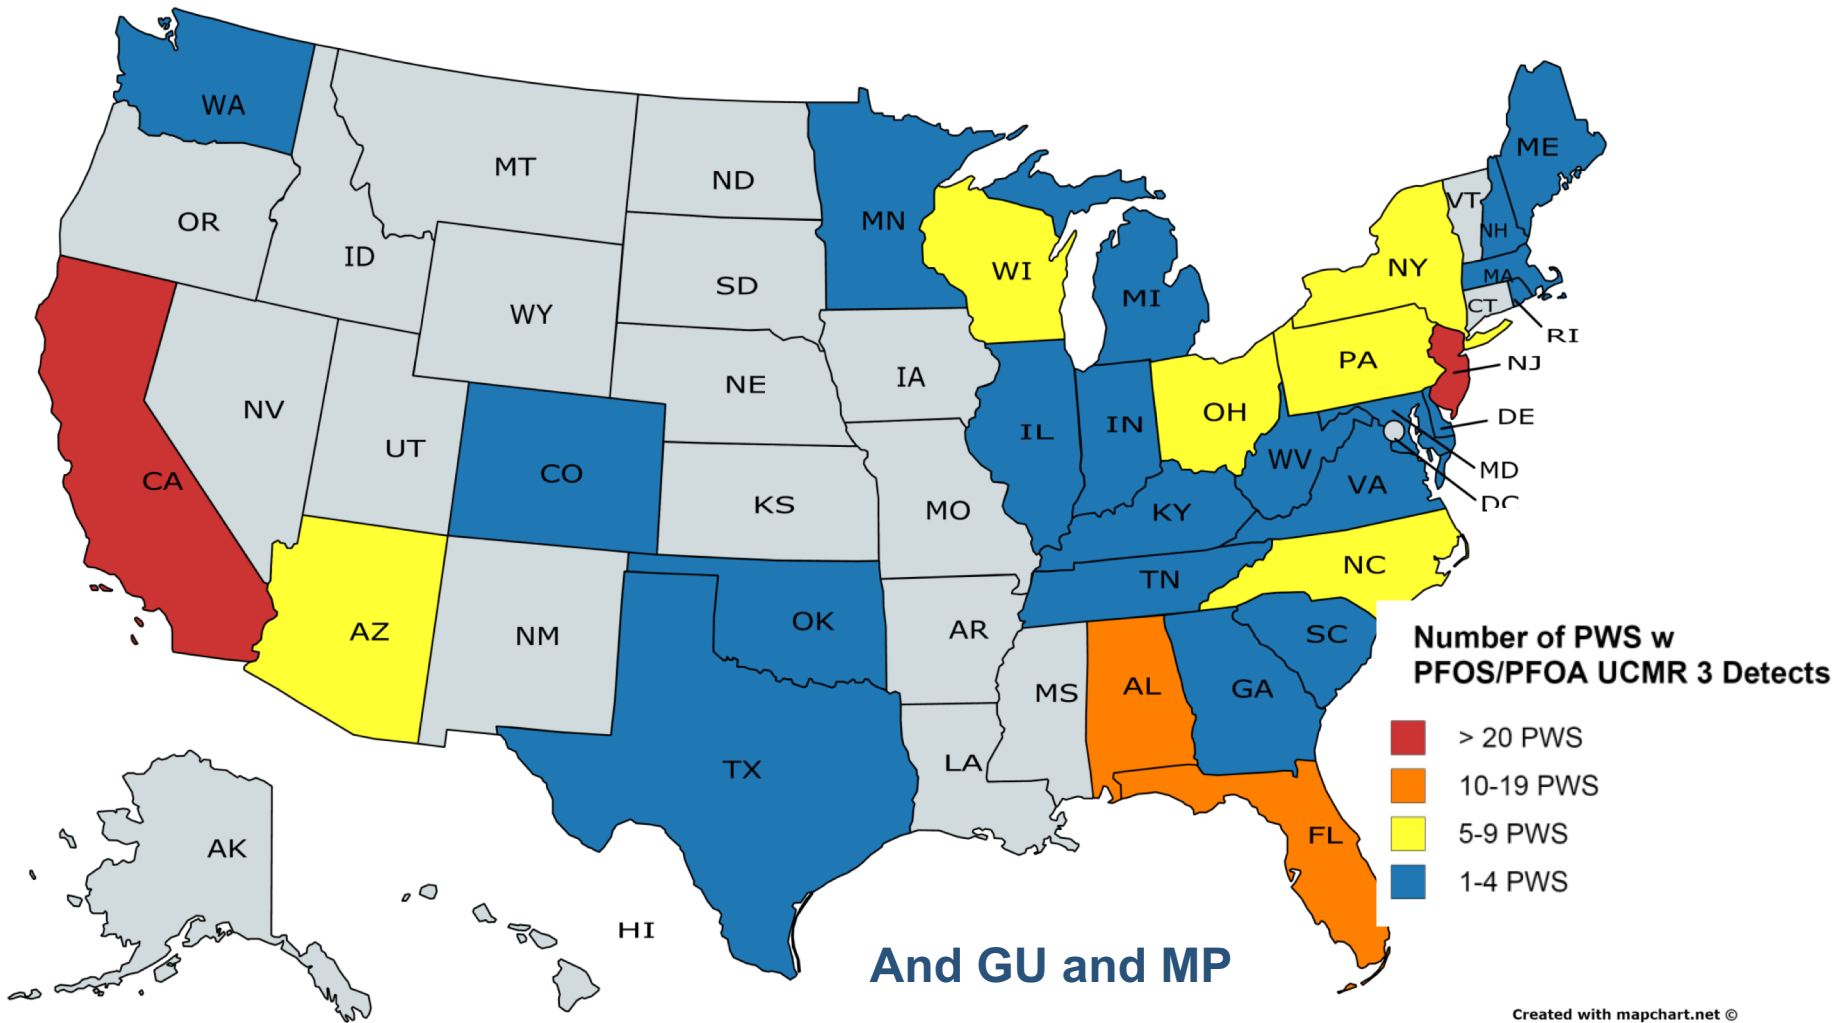 WA
MT
ND
MN
ME
OR
ID
SD
WI
MI
NY
VT
NH
MA
CT
RI
WY
NE
IA
PA
NJ
NV
UT
CO
KS
MO
IL
IN
OH
WV
VA
DE
MD
DC
CA
KY
AZ
NM
OK
AR
TN
NC
SC
MS
AL
GA
TX
LA
FL
AK
HI
Number of PWS w
PFOS/PFOA UCMR 3 Detects
> 20 PWS
10-19 PWS
5-9 PWS
1-4 PWS
And GU and MP
Created with mapchart.net ©